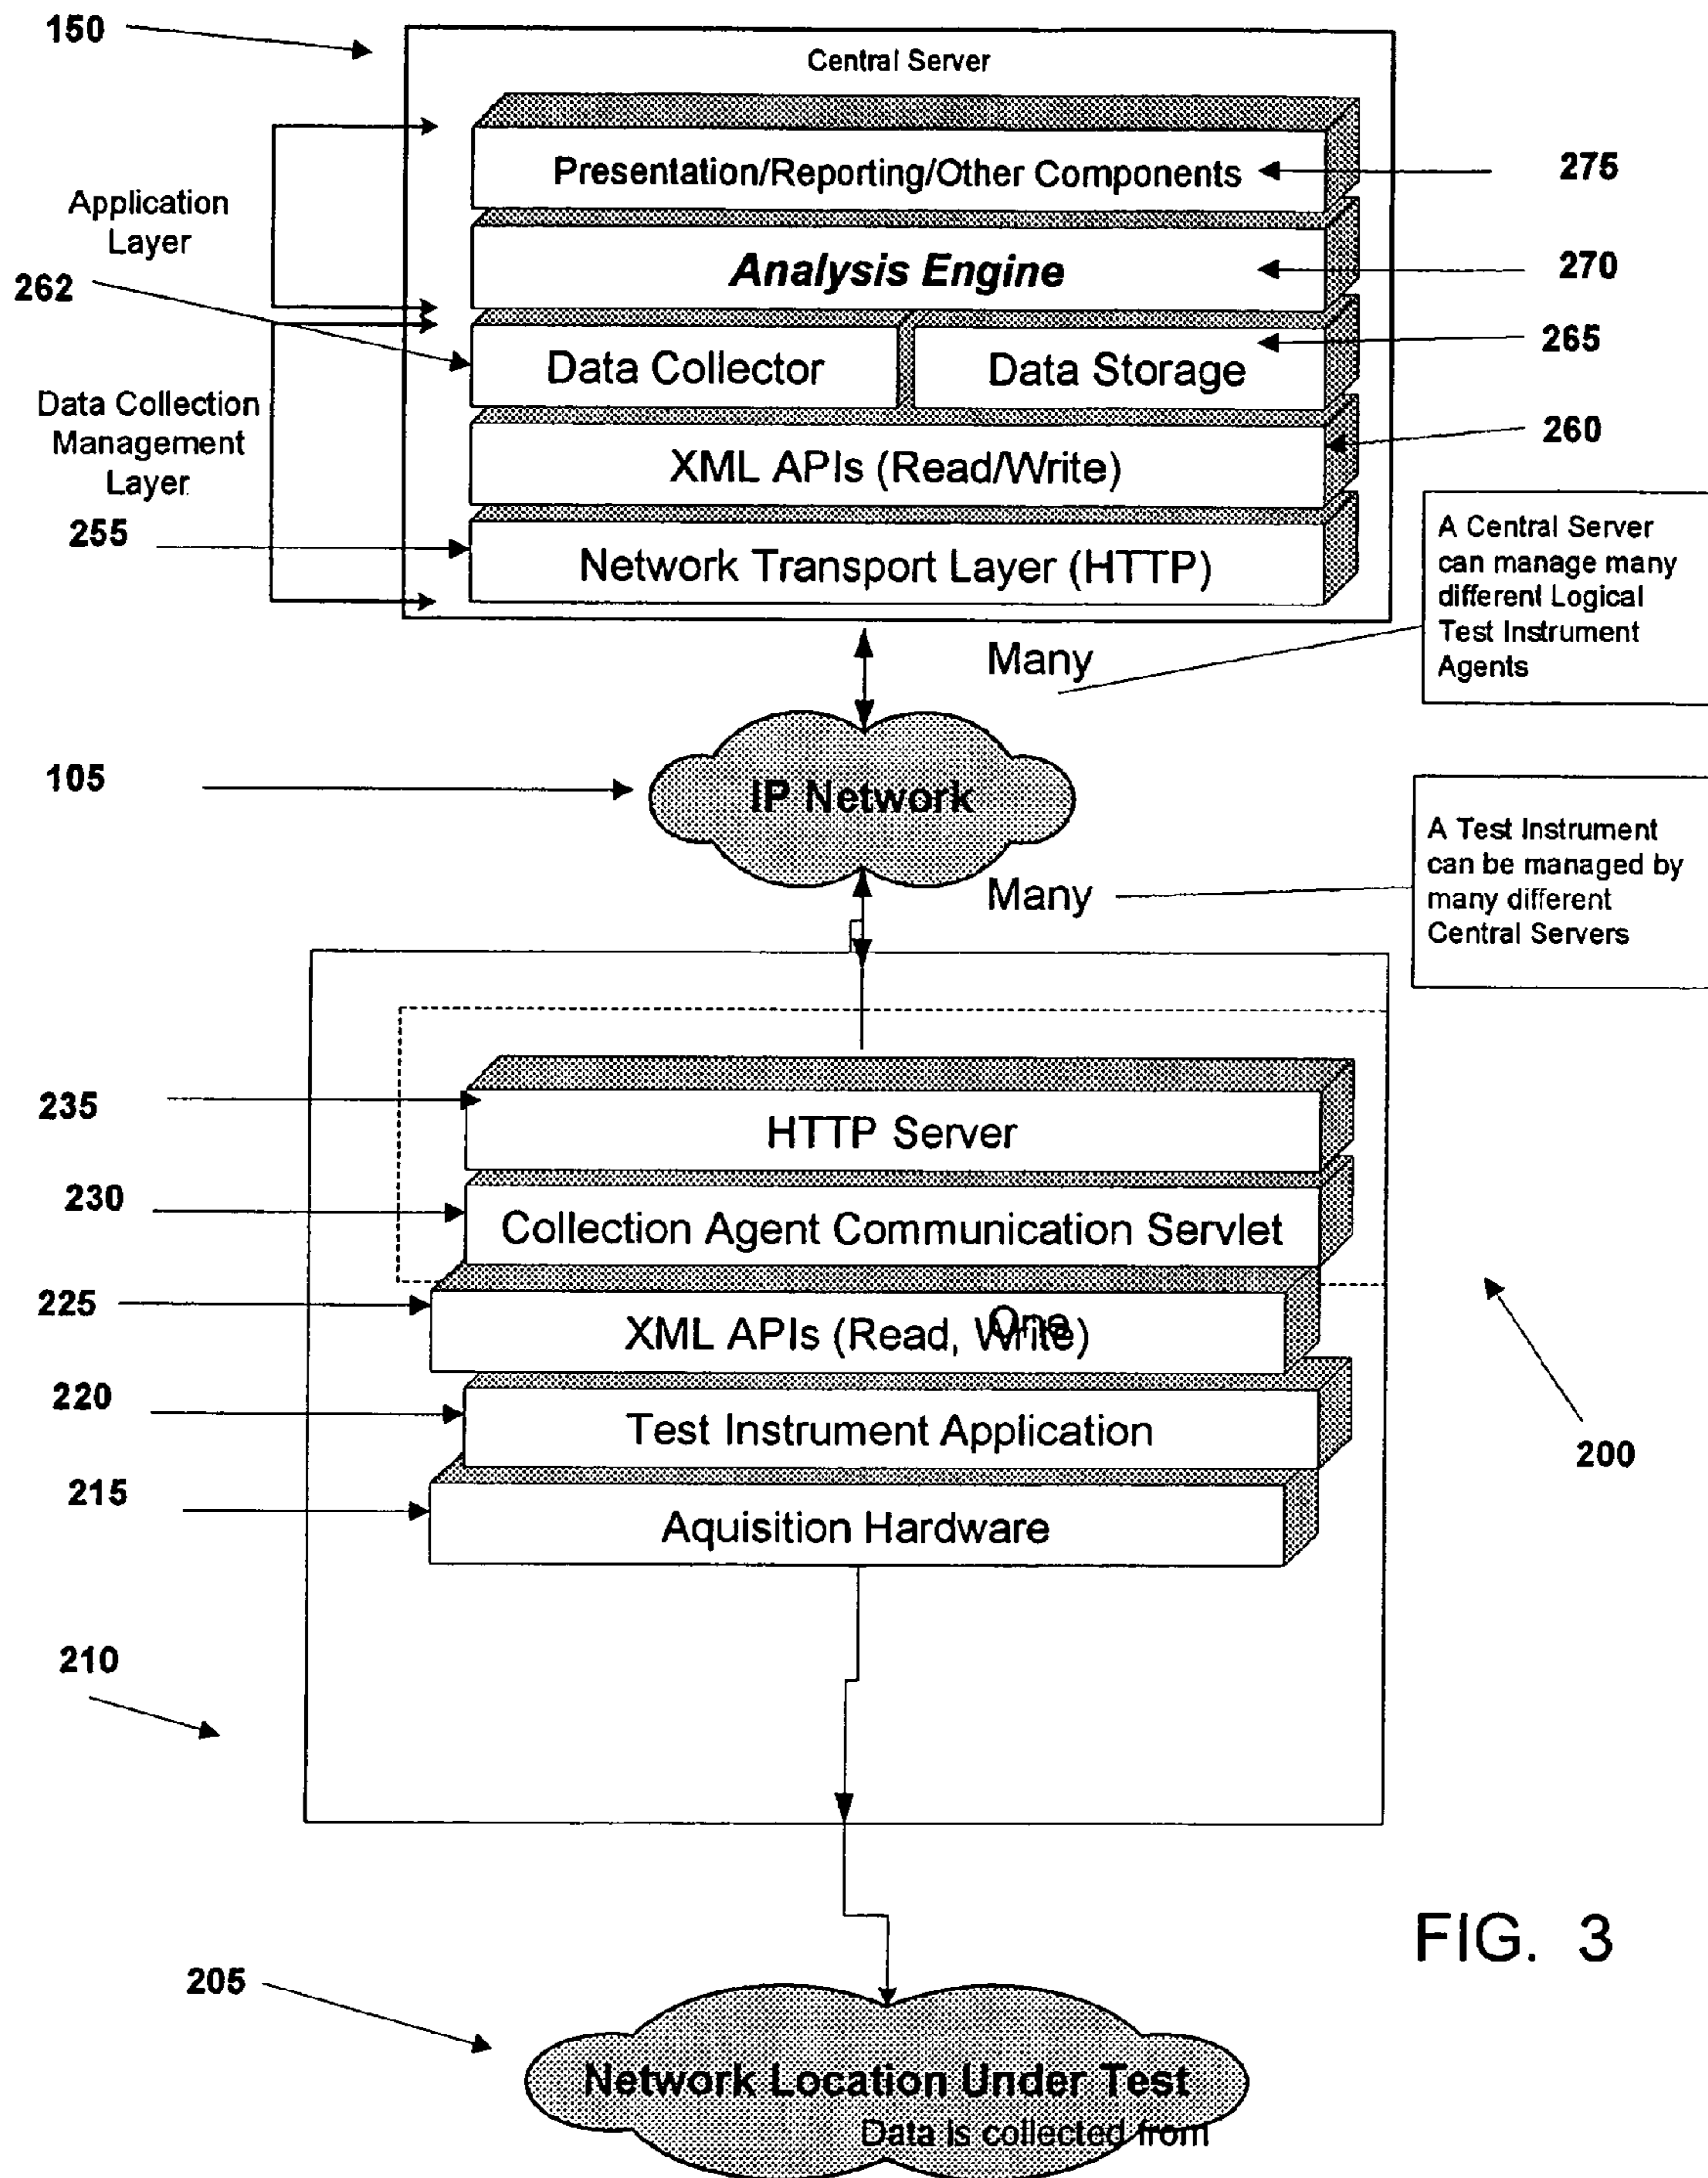 150
Central Server
Presentation/Reporting/Other Components
275
Application
Layer
Analysis Engine
270
262
Data Collector
Data Storage
265
Data Collection
Management
Layer
XML APIs (Read/Write)
260
255
Network Transport Layer (HTTP)
A Central Server
can manage many
different Logical
Test Instrument
Agents
Many
105
IP Network
A Test Instrument
can be managed by
many different
Central Servers
Many
235
HTTP Server
230
Collection Agent Communication Servlet
225
One
XML APIs (Read, Write)
220
Test Instrument Application
200
215
Aquisition Hardware
210
FIG. 3
205
Network Location Under Test
Data is collected from